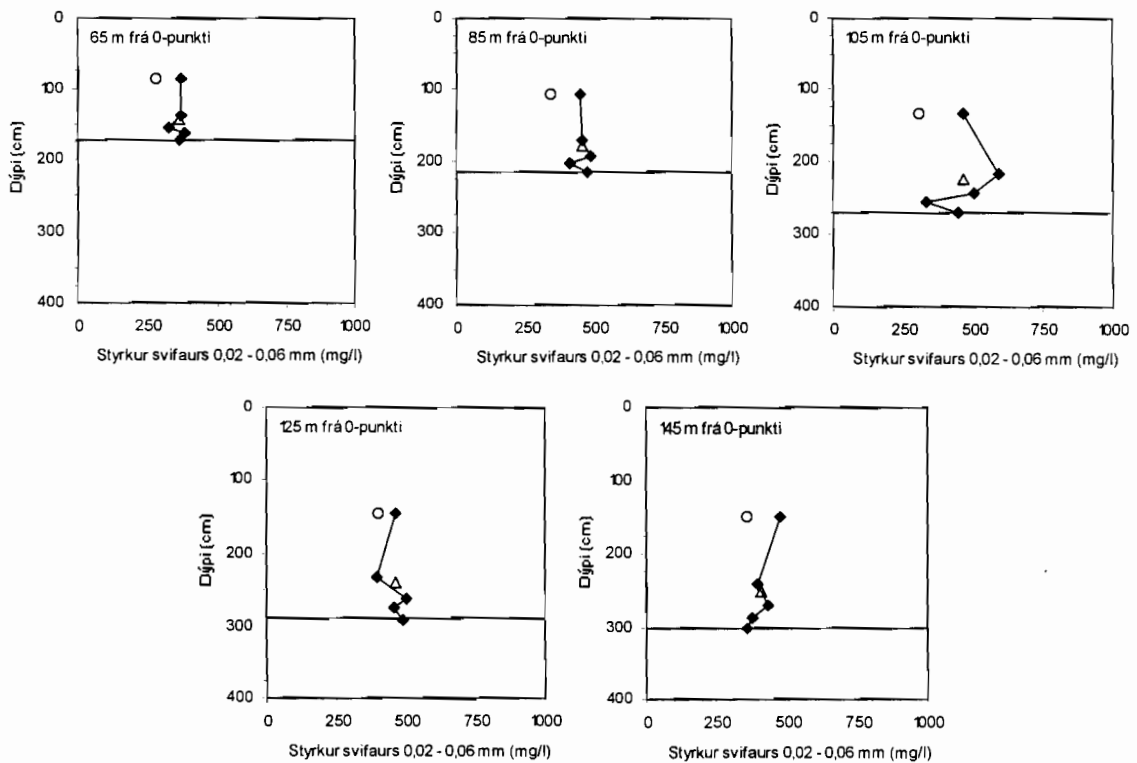 65 m frá 0-punkti
0
100
200
300
400
Dýpi (cm)
0 250 500 750 1000
Styrkur svifaurs 0,02 - 0,06 mm (mg/l)
85 m frá 0-punkti
0
100
200
300
400
Dýpi (cm)
0 250 500 750 1000
Styrkur svifaurs 0,02 - 0,06 mm (mg/l)
105 m frá 0-punkti
0
100
200
300
400
Dýpi (cm)
0 250 500 750 1000
Styrkur svifaurs 0,02 - 0,06 mm (mg/l)
125 m frá 0-punkti
0
100
200
300
400
Dýpi (cm)
0 250 500 750 1000
Styrkur svifaurs 0,02 - 0,06 mm (mg/l)
145 m frá 0-punkti
0
100
200
300
400
Dýpi (cm)
0 250 500 750 1000
Styrkur svifaurs 0,02 - 0,06 mm (mg/l)